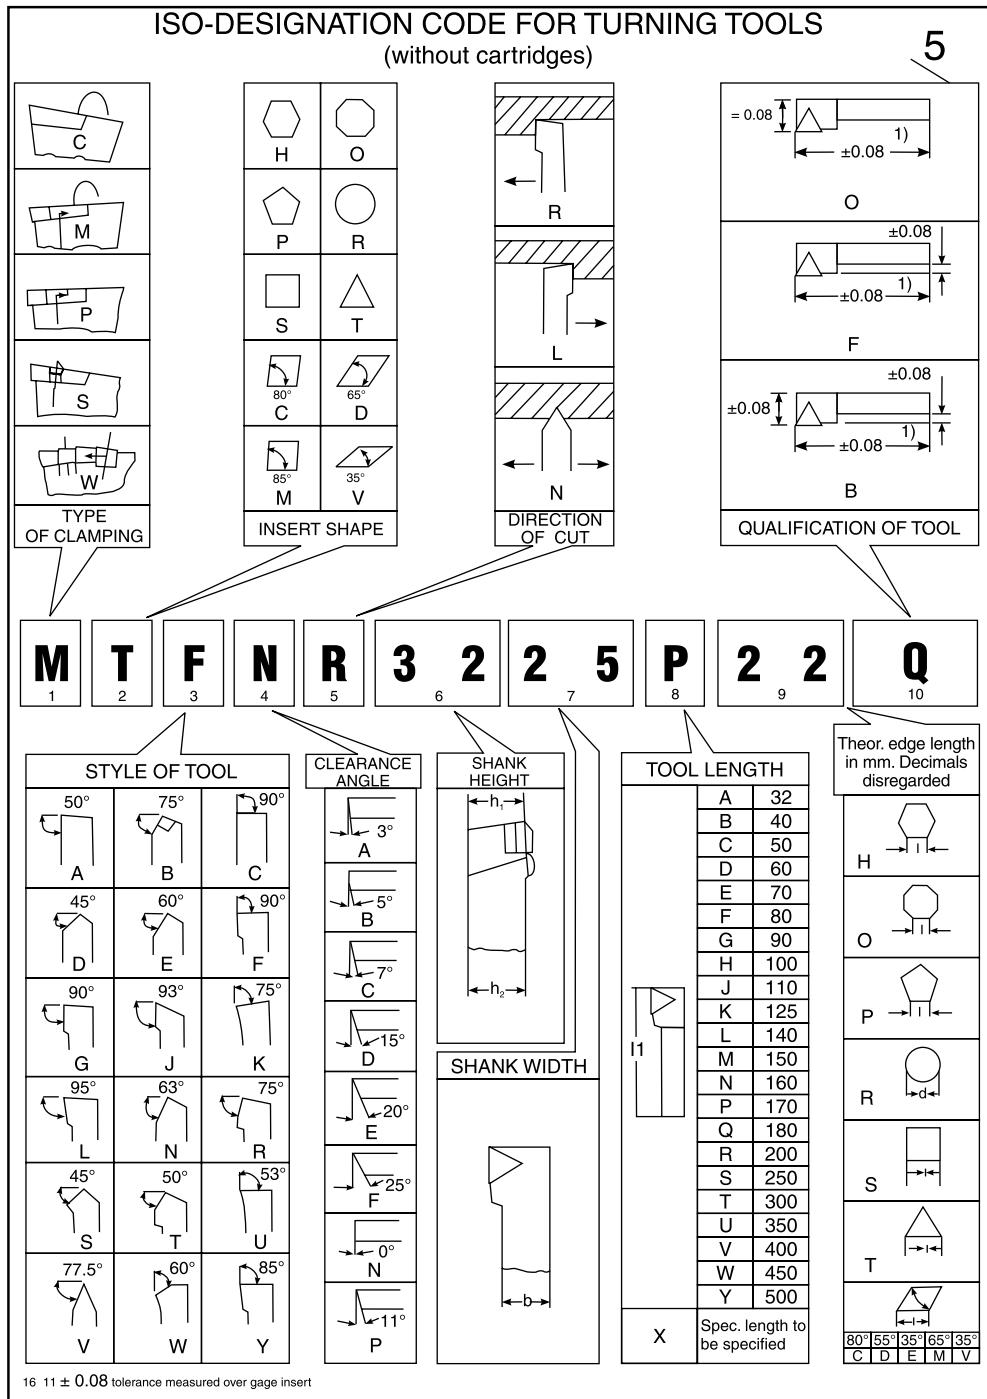 ISO-DESIGNATION CODE FOR TURNING TOOLS
(without cartridges)
5
C
M
P
S
W
TYPE
OF CLAMPING
H O
P R
S T
80° 65°
C D
85° 35°
M V
INSERT SHAPE
R
L
N
DIRECTION
OF CUT
= 0.08
1)
±0.08
O
±0.08
1)
±0.08
F
±0.08
±0.08
1)
±0.08
B
QUALIFICATION OF TOOL
M T F N R 3 2 2 5 P 2 2 Q
1 2 3 4 5 6 7 8 9 10
STYLE OF TOOL
50° 75° 90°
A B C
45° 60° 90°
D E F
90° 93° 75°
G J K
95° 63° 75°
L N R
45° 50° 53°
S T U
77.5° 60° 85°
V W Y
CLEARANCE
ANGLE
3°
A
5°
B
7°
C
15°
D
20°
E
25°
F
0°
N
11°
P
SHANK
HEIGHT
h1
h2
SHANK WIDTH
b
TOOL LENGTH
l1
A 32
B 40
C 50
D 60
E 70
F 80
G 90
H 100
J 110
K 125
L 140
M 150
N 160
P 170
Q 180
R 200
S 250
T 300
U 350
V 400
W 450
Y 500
X Spec. length to
be specified
Theor. edge length
in mm. Decimals
disregarded
l
H
l
O
l
P
d
R
l
S
l
T
l
80° 55° 35° 65° 35°
C D E M V
16 11 ± 0.08 tolerance measured over gage insert